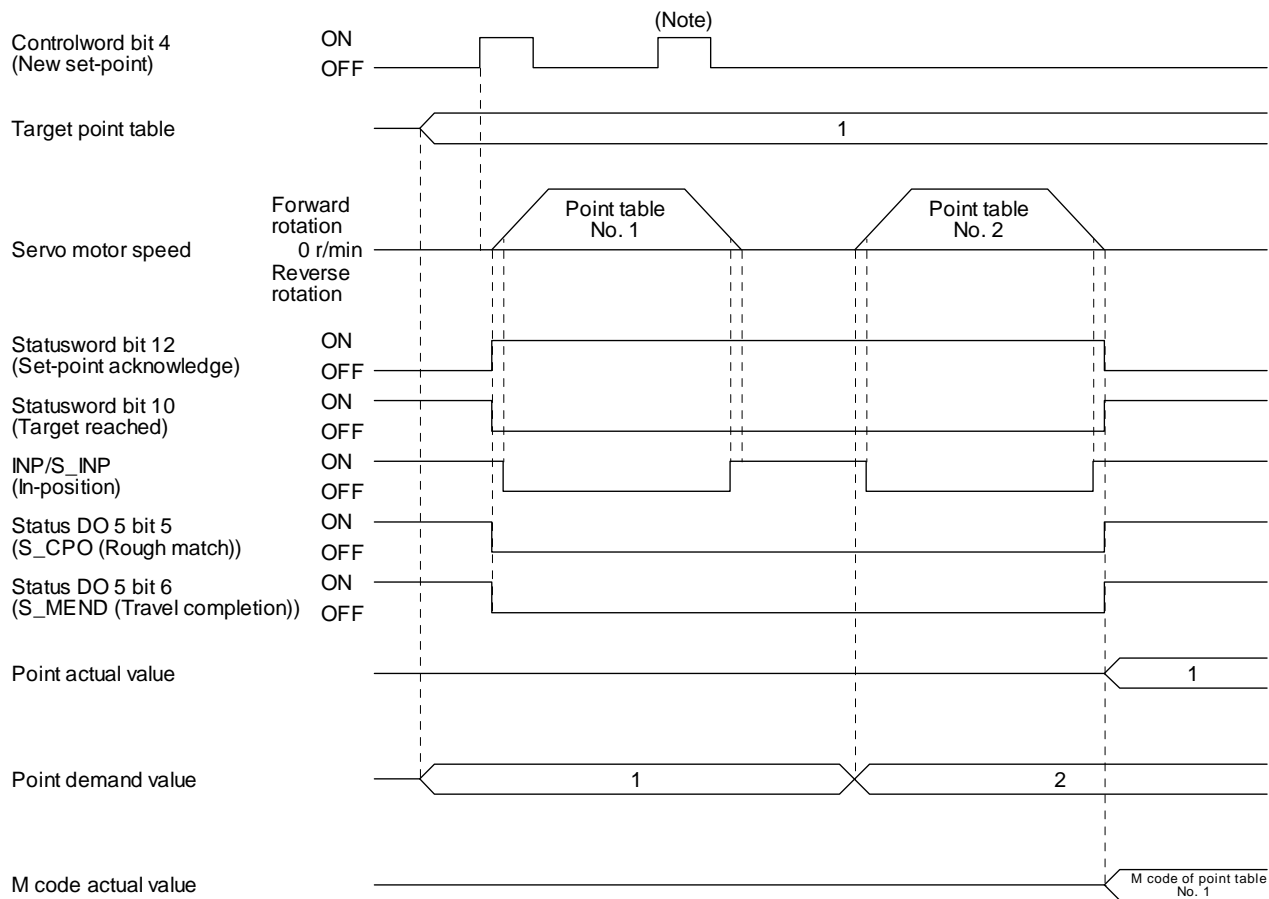 (Note)
Controlword bit 4
(New set-point)
ON
OFF
Target point table
1
Servo motor speed
Forward
rotation
0 r/min
Reverse
rotation
Point table
No. 1
Point table
No. 2
Statusword bit 12
(Set-point acknowledge)
ON
OFF
Statusword bit 10
(Target reached)
ON
OFF
INP/S_INP
(In-position)
ON
OFF
Status DO 5 bit 5
(S_CPO (Rough match))
ON
OFF
Status DO 5 bit 6
(S_MEND (Travel completion))
ON
OFF
Point actual value
1
Point demand value
1
2
M code actual value
M code of point table
No. 1